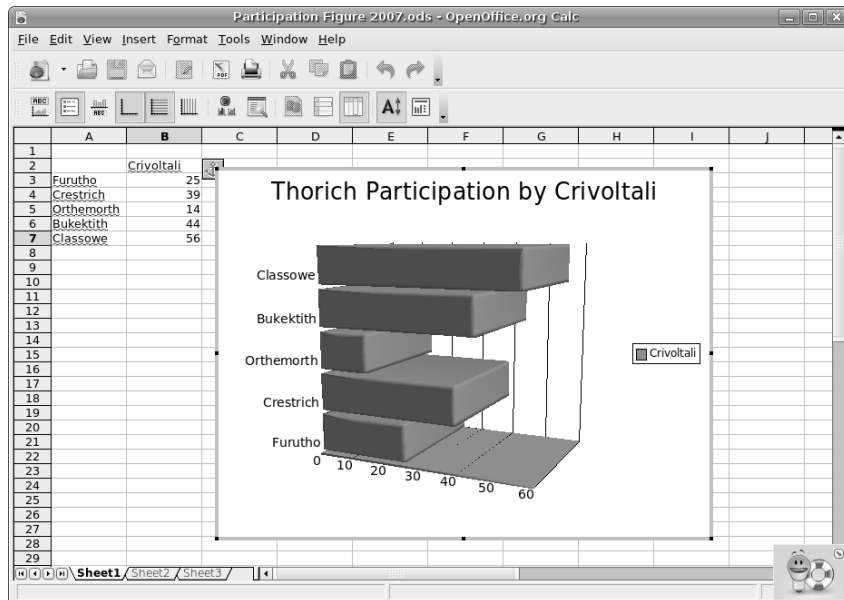 Participation Figure 2007.ods - OpenOffice.org Calc
File Edit View Insert Format Tools Window Help
A B C D E F G H I J
1
2 Crivoltali
3 Furutho 25
4 Crestrich 39
5 Orthemorth 14
6 Bukektith 44
7 Classowe 56
8
9
10
11
12
13
14
15
16
17
18
19
20
21
22
23
24
25
26
27
28
29
Thorich Participation by Crivoltali
Classowe
Bukektith
Orthemorth
Crestrich
Furutho
0 10 20 30 40 50 60
Crivoltali
Sheet1 Sheet2 Sheet3